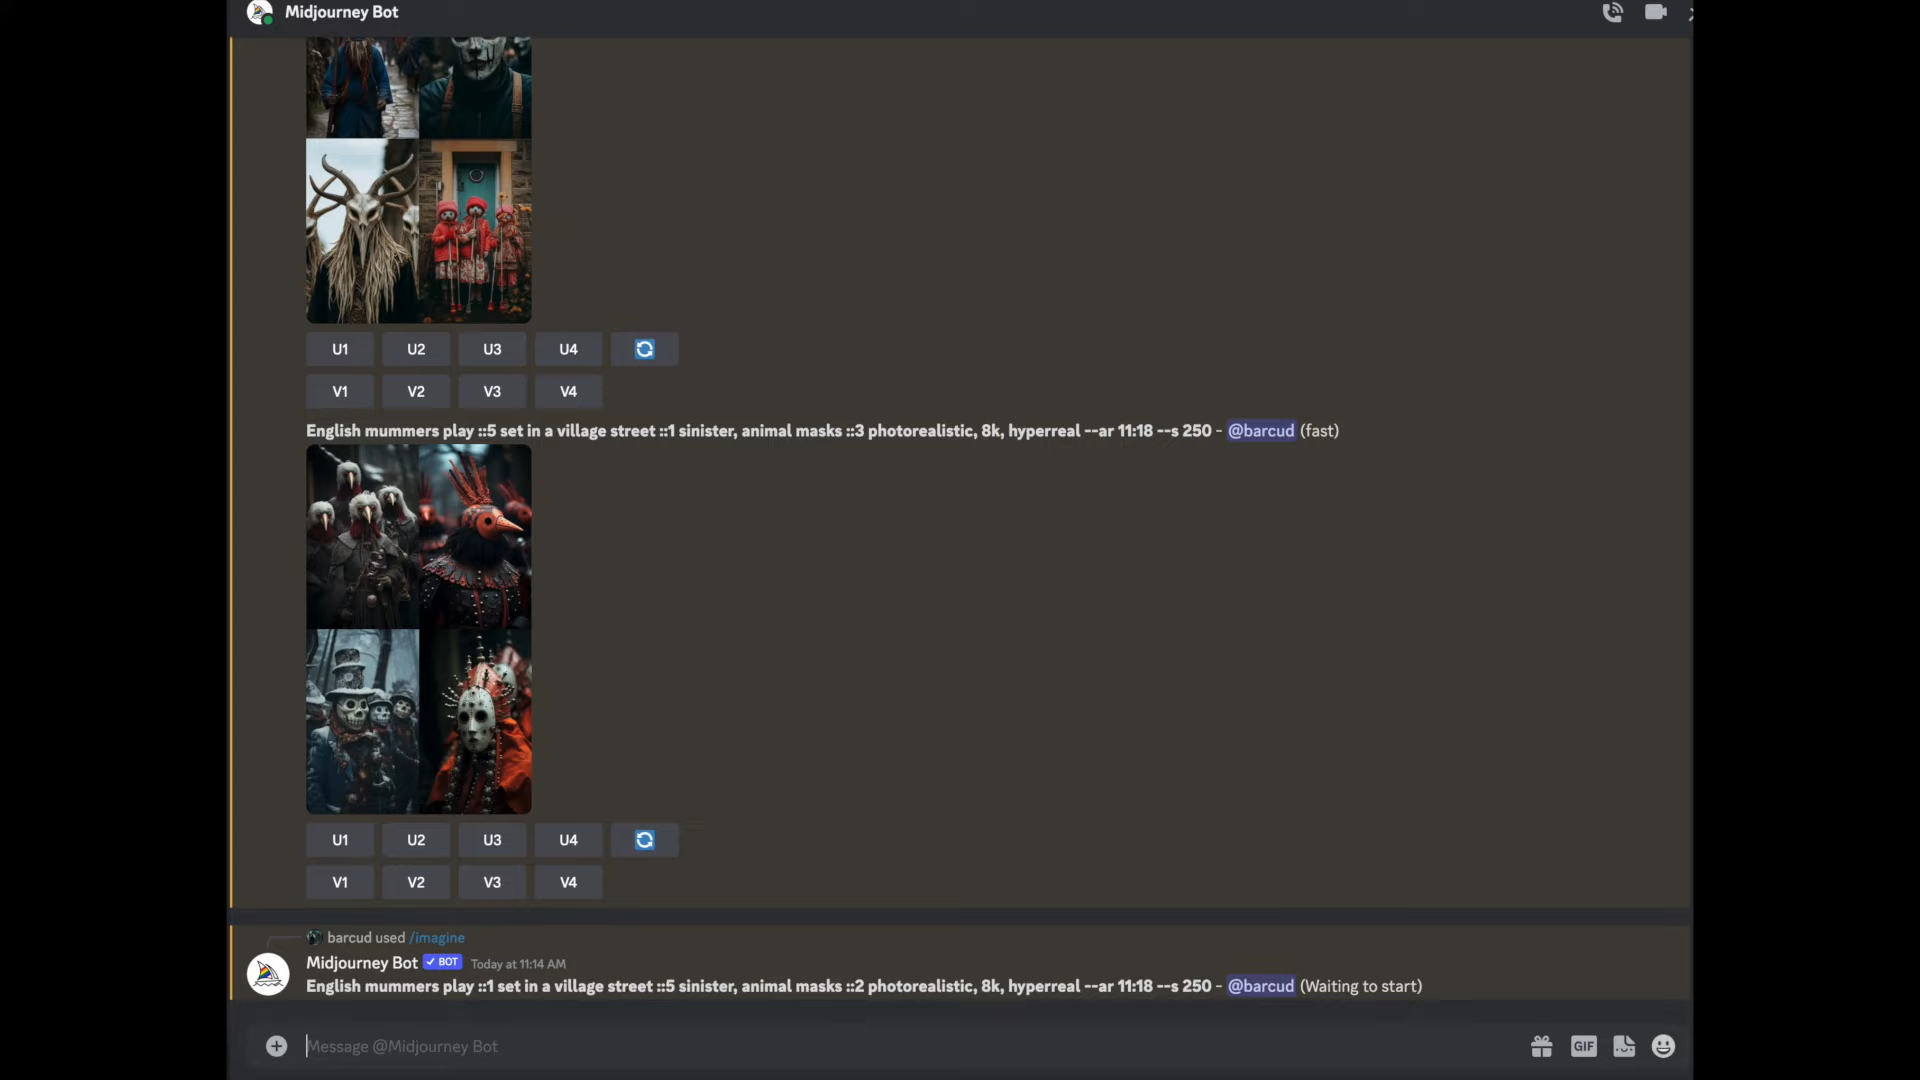 Midjourney Bot
U1 U2 U3 U4
V1 V2 V3 V4
English mummers play ::5 set in a village street ::1 sinister, animal masks ::3 photorealistic, 8k, hyperreal --ar 11:18 --s 250 - @barcud (fast)
U1 U2 U3 U4
V1 V2 V3 V4
barcud used /imagine
Midjourney Bot ✓ BOT Today at 11:14 AM
English mummers play ::1 set in a village street ::5 sinister, animal masks ::2 photorealistic, 8k, hyperreal --ar 11:18 --s 250 - @barcud (Waiting to start)
Message @Midjourney Bot
GIF